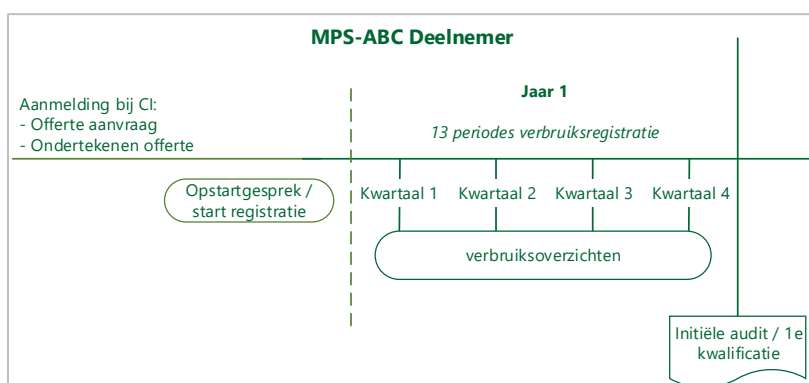 MPS-ABC Deelnemer
Aanmelding bij CI:
- Offerte aanvraag
- Ondertekenen offerte
Jaar 1
13 periodes verbruiksregistratie
Opstartgesprek /
start registratie
Kwartaal 1
Kwartaal 2
Kwartaal 3
Kwartaal 4
verbruiksoverzichten
Initiële audit / 1e
kwalificatie